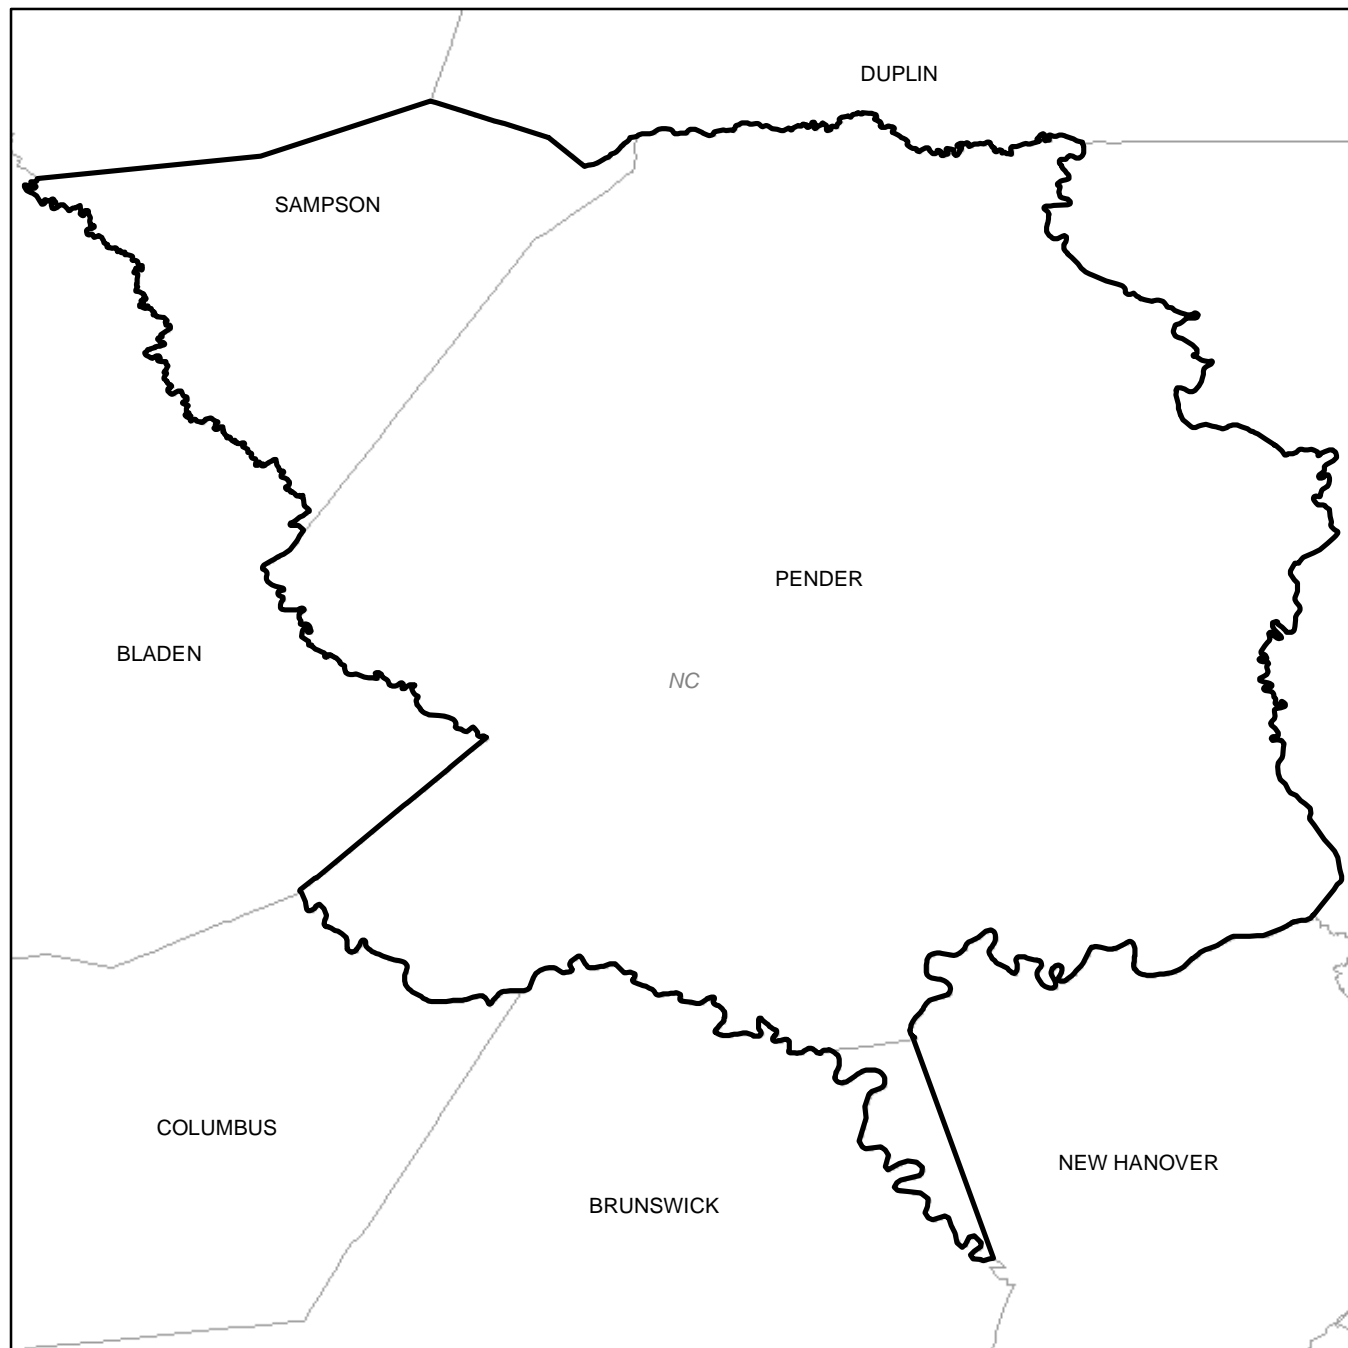 DUPLIN
SAMPSON
PENDER
BLADEN
NC
COLUMBUS
NEW HANOVER
BRUNSWICK